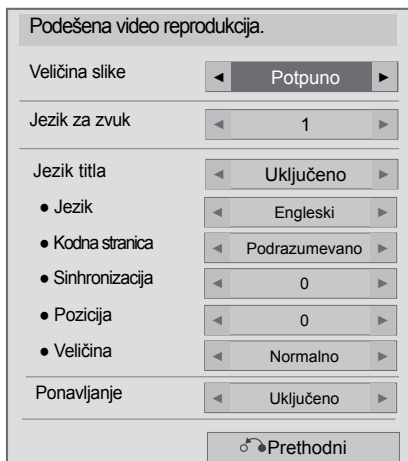 Podešena video reprodukcija.
Veličina slike ◄ Potpuno ►
Jezik za zvuk ◄ 1 ►
Jezik titla ◄ Uključeno ►
● Jezik ◄ Engleski ►
● Kodna stranica ◄ Podrazumevano ►
● Sinhronizacija ◄ 0 ►
● Pozicija ◄ 0 ►
● Veličina ◄ Normalno ►
Ponavljanje ◄ Uključeno ►
Prethodni